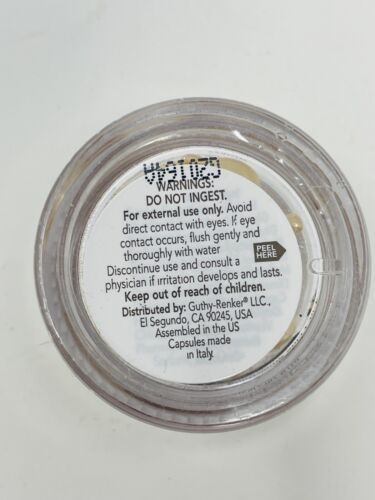 WARNINGS:
DO NOT INGEST.
For external use only. Avoid
direct contact with eyes. If eye
contact occurs, flush gently and
thoroughly with water
Discontinue use and consult a
physician if irritation develops and lasts.
Keep out of reach of children.
Distributed by: Guthy-Renker® LLC.,
El Segundo, CA 90245, USA
Assembled in the US
Capsules made
in Italy.
PEEL
HERE